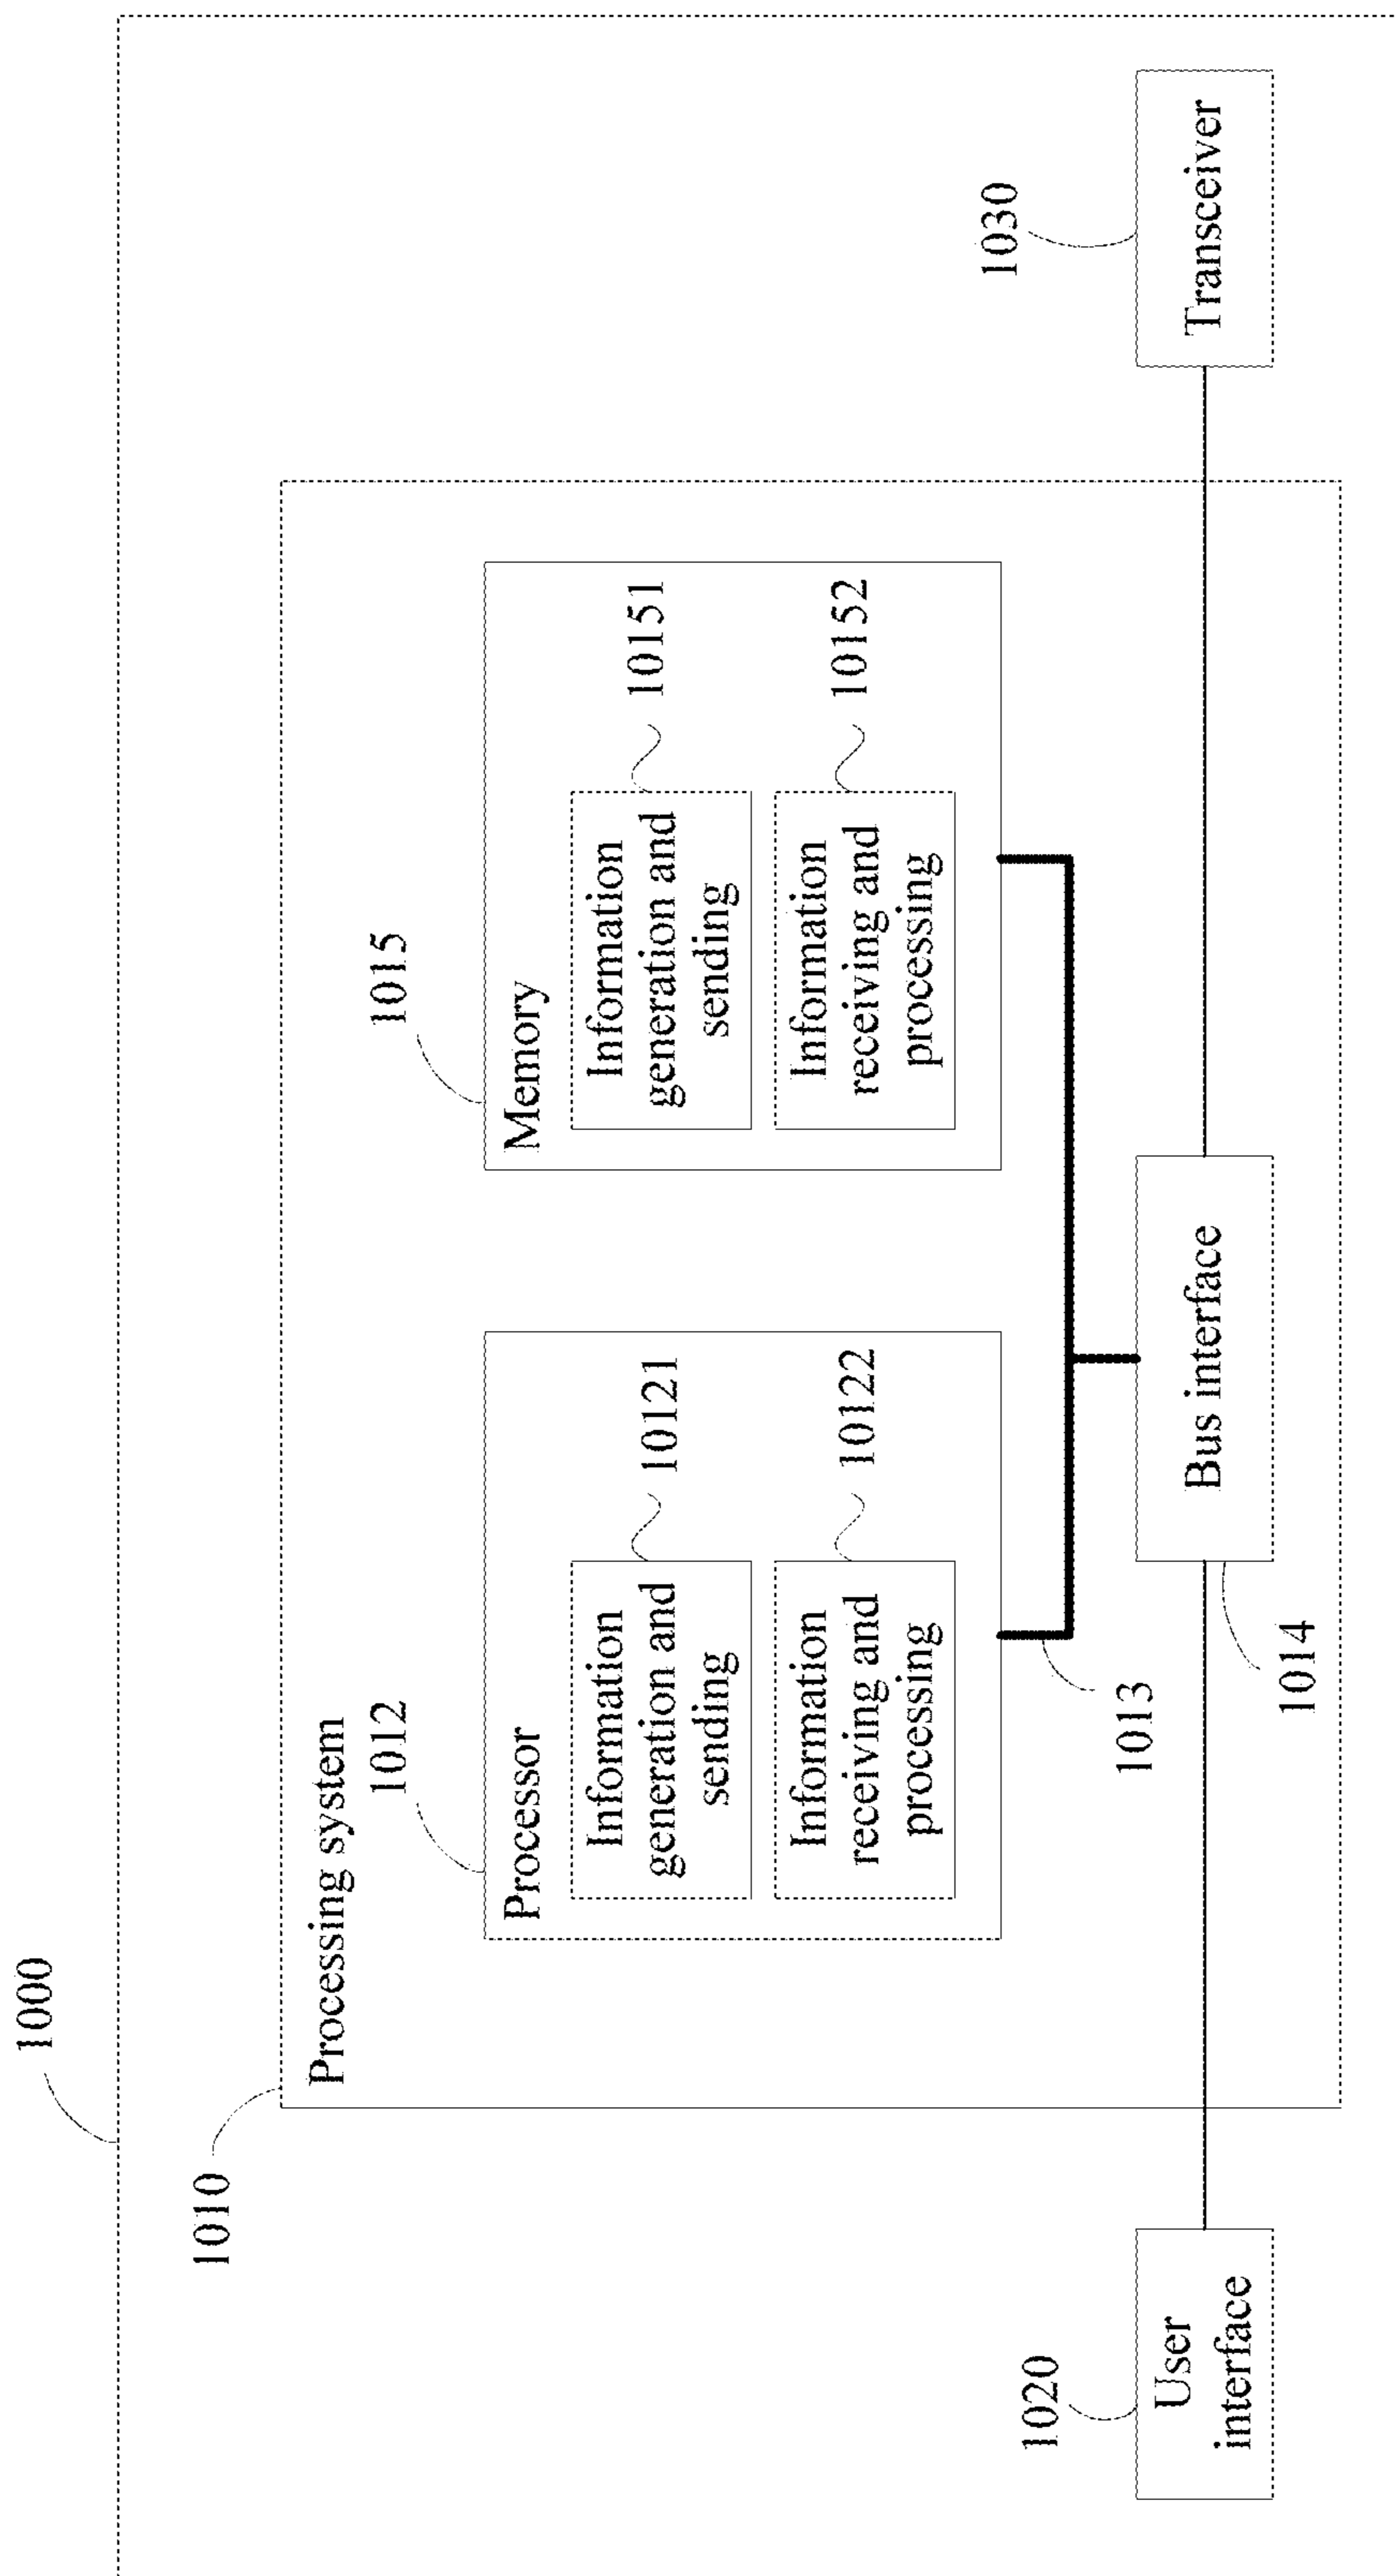 1000
1010
Processing system
1012
1015
Processor
Information
generation and
sending
10121
Information
receiving and
processing
10122
Memory
Information
generation and
sending
10151
Information
receiving and
processing
10152
1013
1020
User
interface
1014
Bus interface
1030
Transceiver